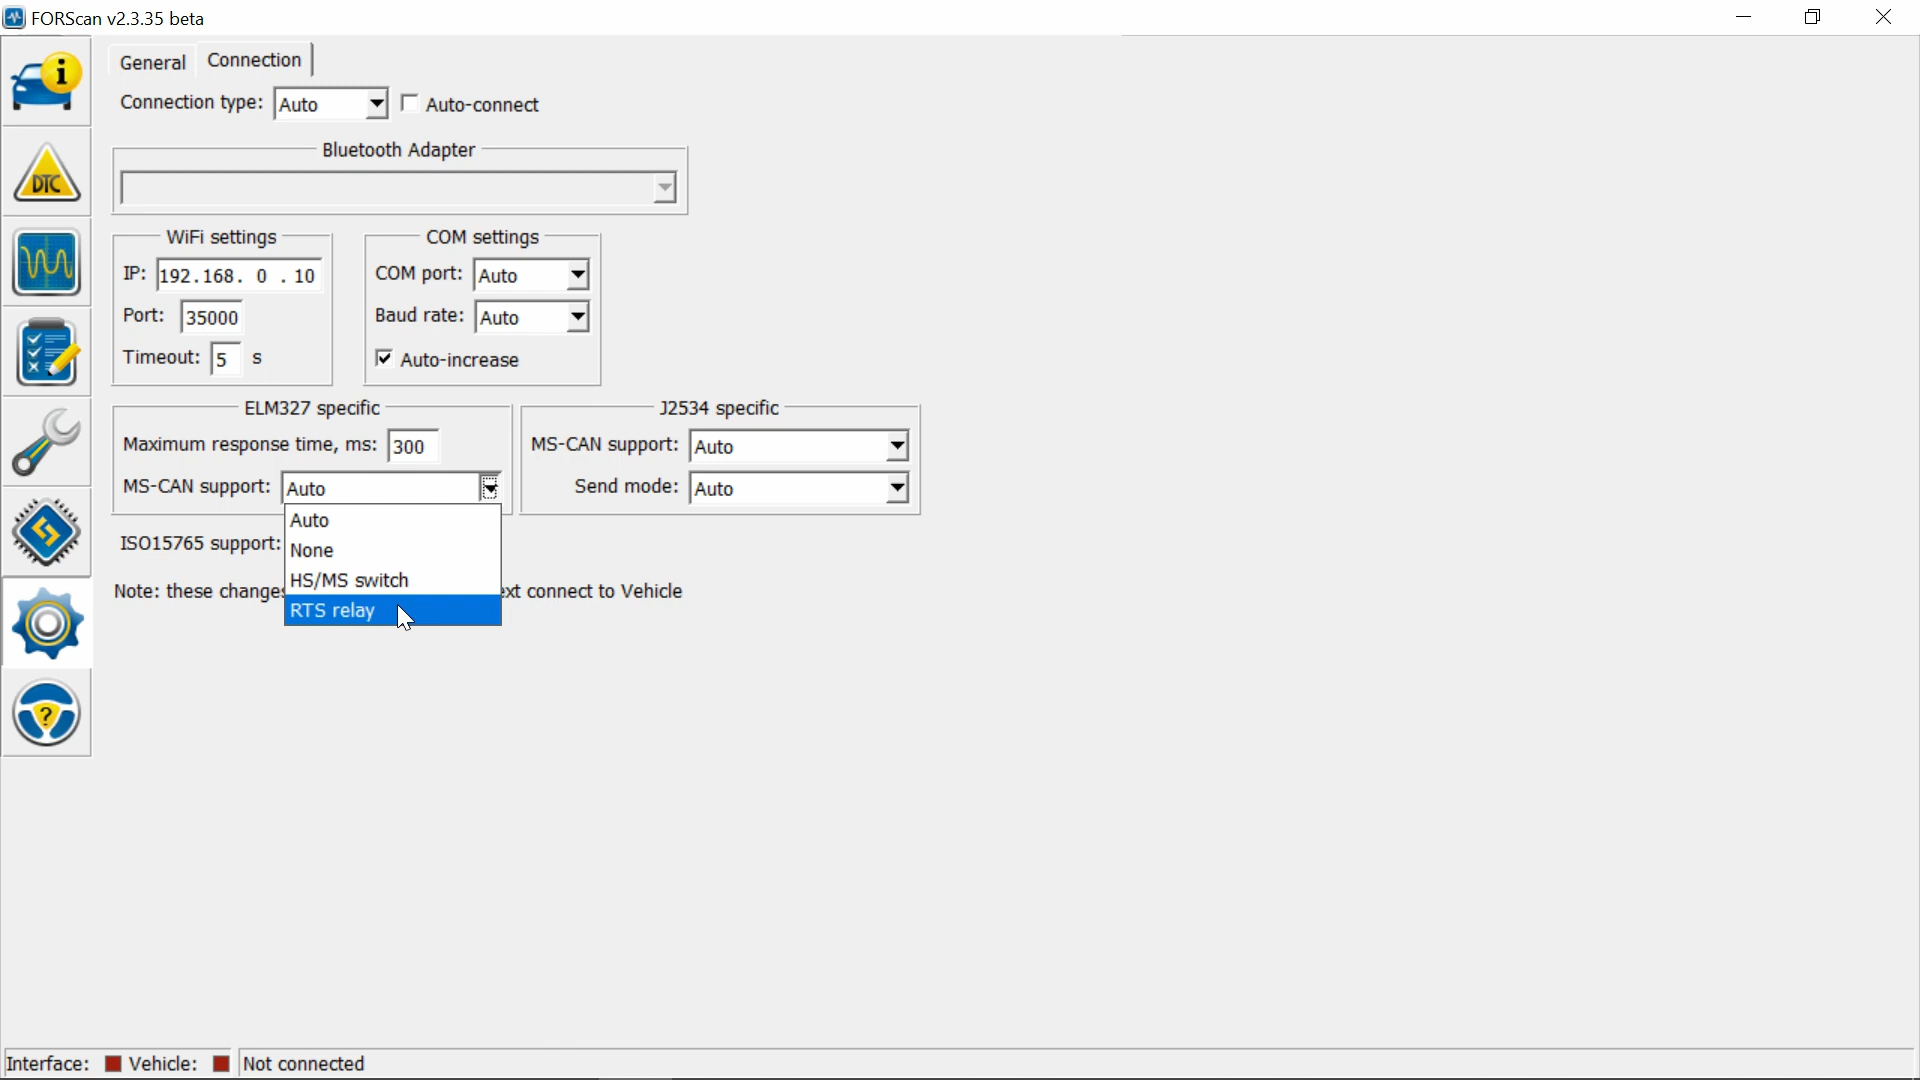 FORScan v2.3.35 beta
General Connection
Connection type: Auto Auto-connect
Bluetooth Adapter
WiFi settings
IP: 192.168. 0 .10
Port: 35000
Timeout: 5 s
COM settings
COM port: Auto
Baud rate: Auto
Auto-increase
ELM327 specific
Maximum response time, ms: 300
MS-CAN support: Auto
Auto
None
HS/MS switch
RTS relay
J2534 specific
MS-CAN support: Auto
Send mode: Auto
ISO15765 support:
Note: these changes ext connect to Vehicle
i
DTC
?
Interface: Vehicle: Not connected